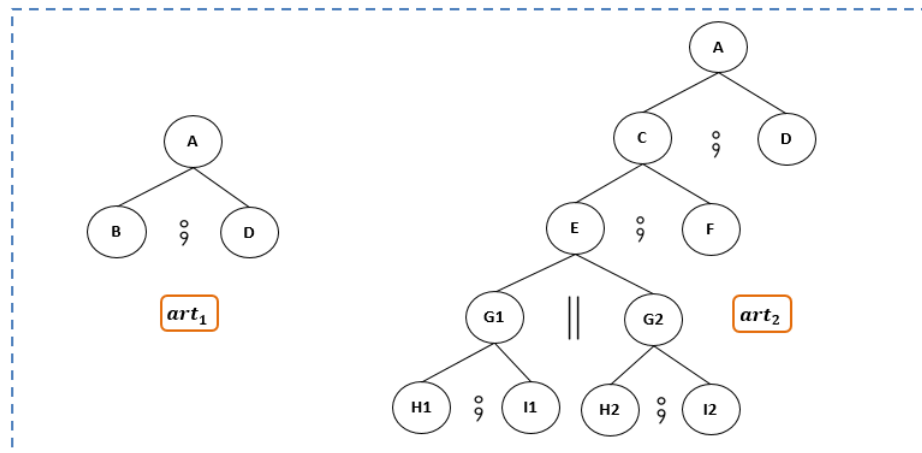 A
A
C ; D
B ; D
E ; F
art1
G1 || G2
art2
H1 ; I1
H2 ; I2